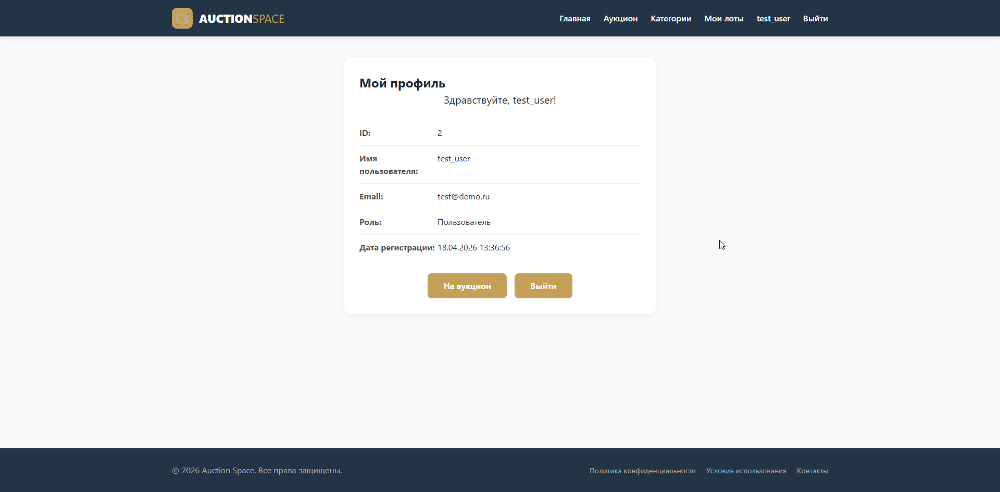 AUCTIONSPACE
Главная Аукцион Категории Мои лоты test_user Выйти
Мой профиль
Здравствуйте, test_user!
ID: 2
Имя пользователя: test_user
Email: test@demo.ru
Роль: Пользователь
Дата регистрации: 18.04.2026 13:36:56
На аукцион Выйти
© 2026 Auction Space. Все права защищены.
Политика конфиденциальности Условия использования Контакты